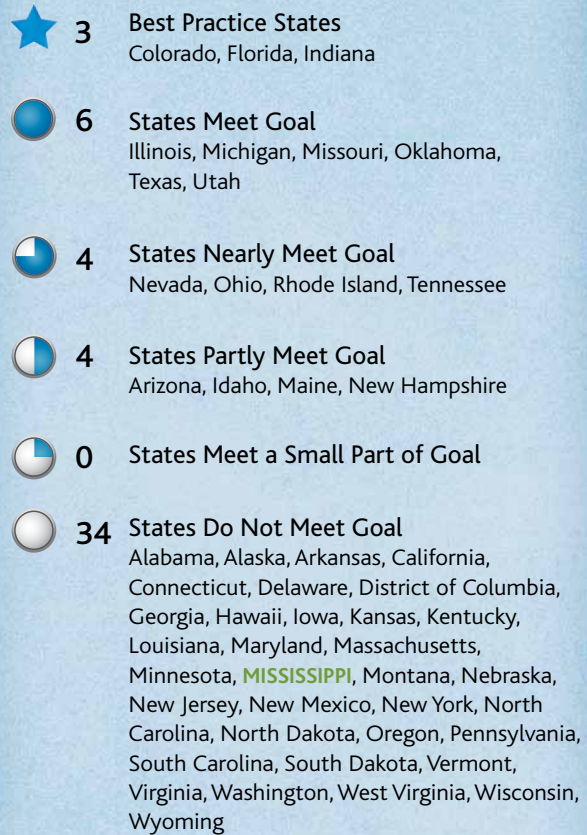 3 Best Practice States
Colorado, Florida, Indiana
6 States Meet Goal
Illinois, Michigan, Missouri, Oklahoma,
Texas, Utah
4 States Nearly Meet Goal
Nevada, Ohio, Rhode Island, Tennessee
4 States Partly Meet Goal
Arizona, Idaho, Maine, New Hampshire
0 States Meet a Small Part of Goal
34 States Do Not Meet Goal
Alabama, Alaska, Arkansas, California,
Connecticut, Delaware, District of Columbia,
Georgia, Hawaii, Iowa, Kansas, Kentucky,
Louisiana, Maryland, Massachusetts,
Minnesota, MISSISSIPPI, Montana, Nebraska,
New Jersey, New Mexico, New York, North
Carolina, North Dakota, Oregon, Pennsylvania,
South Carolina, South Dakota, Vermont,
Virginia, Washington, West Virginia, Wisconsin,
Wyoming